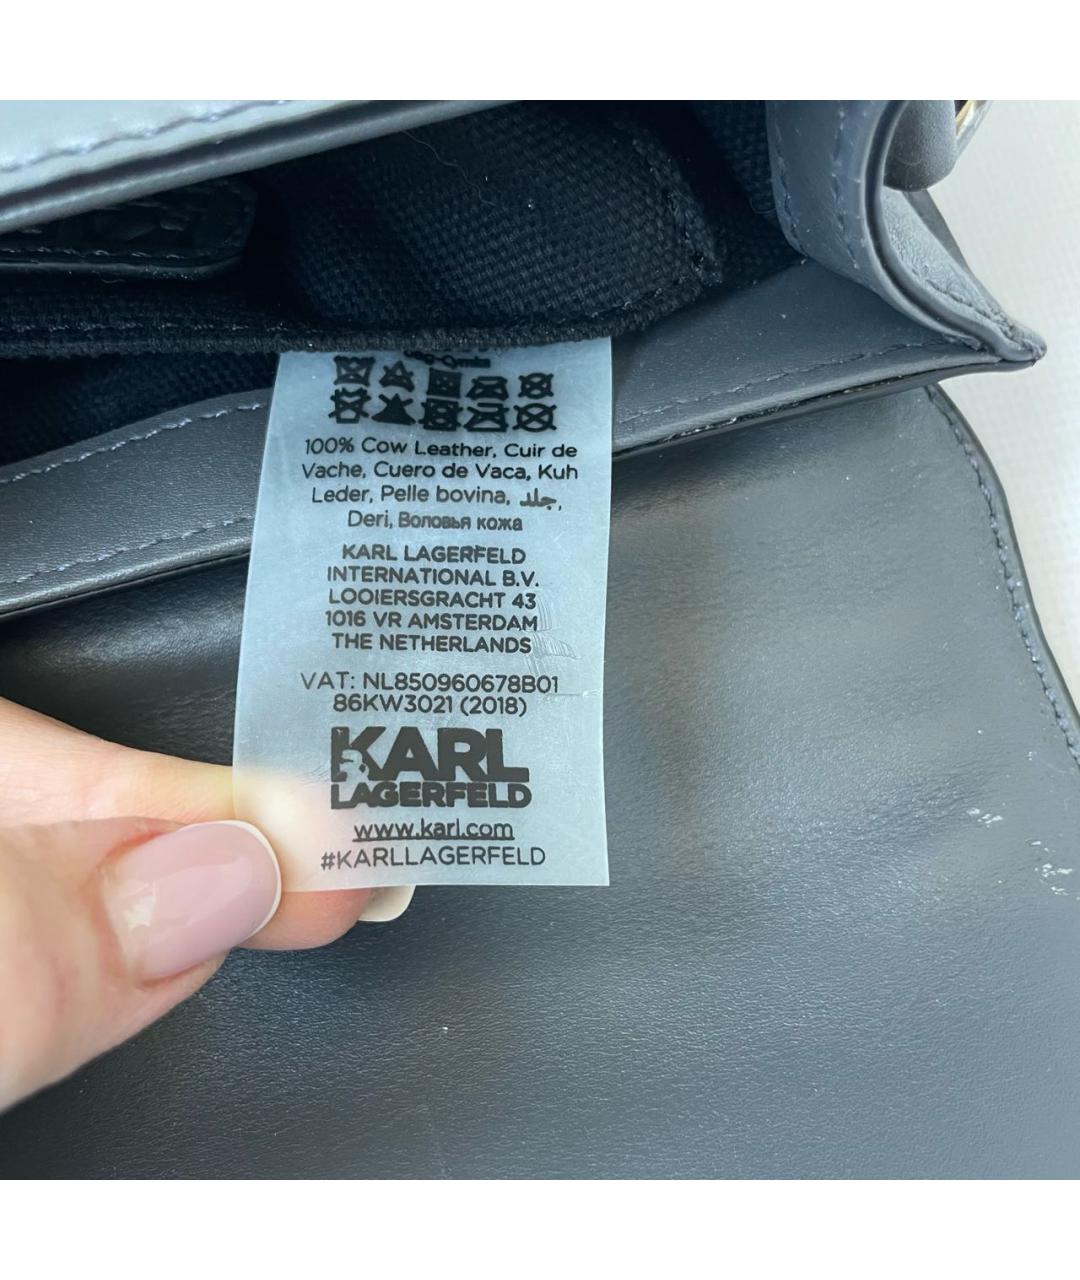 100% Cow Leather, Cuir de
Vache, Cuero de Vaca, Kuh
Leder, Pelle bovina, جلد,
Deri, Воловья кожа
KARL LAGERFELD
INTERNATIONAL B.V.
LOOIERSGRACHT 43
1016 VR AMSTERDAM
THE NETHERLANDS
VAT: NL850960678B01
86KW3021 (2018)
KARL
LAGERFELD
www.karl.com
#KARLLAGERFELD